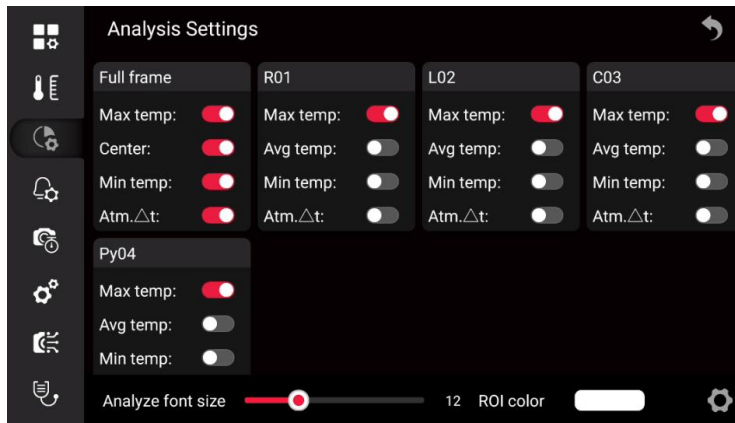 Analysis Settings
Full frame
Max temp:
Center:
Min temp:
Atm.△t:
R01
Max temp:
Avg temp:
Min temp:
Atm.△t:
L02
Max temp:
Avg temp:
Min temp:
Atm.△t:
C03
Max temp:
Avg temp:
Min temp:
Atm.△t:
Py04
Max temp:
Avg temp:
Min temp:
Analyze font size 12 ROI color